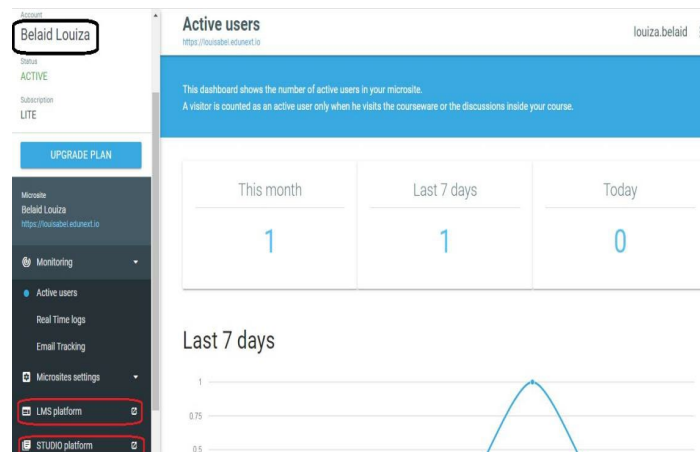 Account
Belaid Louiza
Status
ACTIVE
Subscription
LITE
UPGRADE PLAN
Microsite
Belaid Louiza
https://louisabel.edunext.io
Monitoring
Active users
Real Time logs
Email Tracking
Microsites settings
LMS platform
STUDIO platform
Active users
https://louisabel.edunext.io
louiza.belaid
This dashboard shows the number of active users in your microsite.
A visitor is counted as an active user only when he visits the courseware or the discussions inside your course.
This month
Last 7 days
Today
1
1
0
Last 7 days
1
0.75
0.5